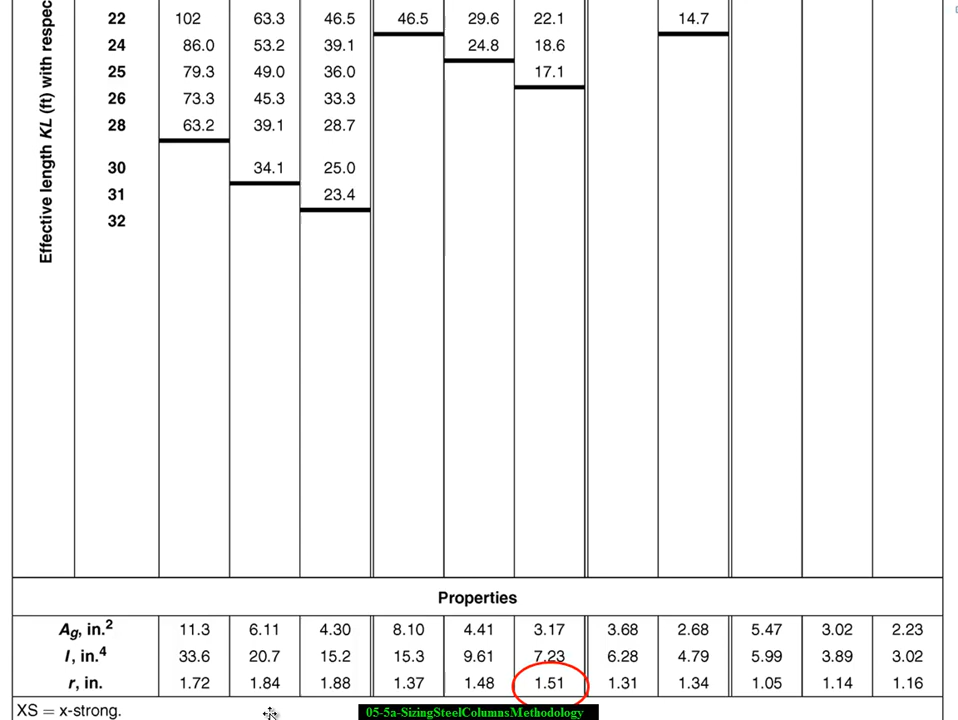 Effective length KL (ft) with respec
22 102 63.3 46.5 46.5 29.6 22.1 14.7
24 86.0 53.2 39.1 24.8 18.6
25 79.3 49.0 36.0 17.1
26 73.3 45.3 33.3
28 63.2 39.1 28.7
30 34.1 25.0
31 23.4
32
Properties
Ag, in.2 11.3 6.11 4.30 8.10 4.41 3.17 3.68 2.68 5.47 3.02 2.23
I, in.4 33.6 20.7 15.2 15.3 9.61 7.23 6.28 4.79 5.99 3.89 3.02
r, in. 1.72 1.84 1.88 1.37 1.48 1.51 1.31 1.34 1.05 1.14 1.16
XS = x-strong.
05-5a-SizingSteelColumnsMethodology